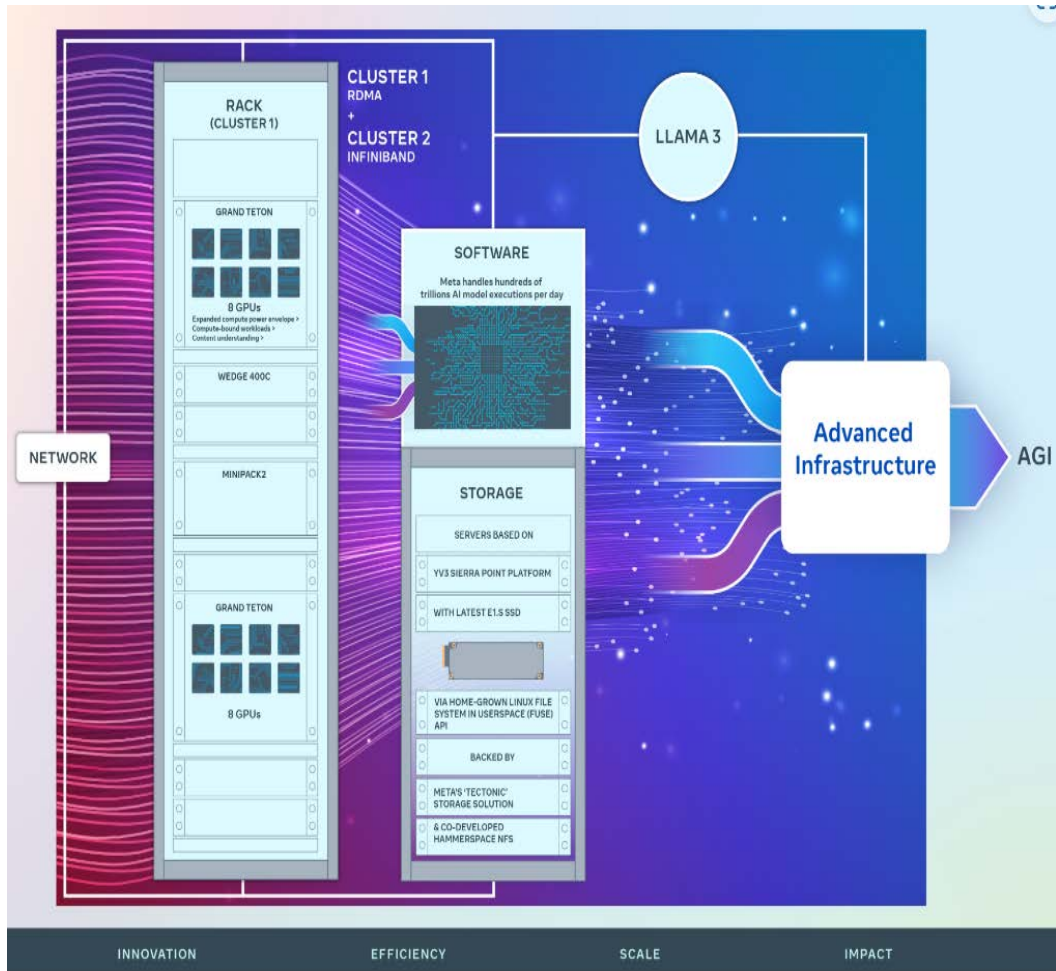 RACK
(CLUSTER 1)
GRAND TETON
8 GPUs
Expanded compute power envelope >
Compute-bound workloads >
Content understanding >
WEDGE 400C
MINIPACK2
GRAND TETON
8 GPUs
NETWORK
CLUSTER 1
RDMA
+
CLUSTER 2
INFINIBAND
LLAMA 3
SOFTWARE
Meta handles hundreds of
trillions AI model executions per day
STORAGE
SERVERS BASED ON
YV3 SIERRA POINT PLATFORM
WITH LATEST E1.S SSD
VIA HOME-GROWN LINUX FILE
SYSTEM IN USERSPACE (FUSE)
API
BACKED BY
META'S 'TECTONIC'
STORAGE SOLUTION
& CO-DEVELOPED
HAMMERSPACE NFS
Advanced
Infrastructure
AGI
INNOVATION
EFFICIENCY
SCALE
IMPACT